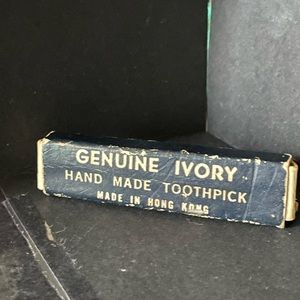 GENUINE IVORY
HAND MADE TOOTHPICK
MADE IN HONG KONG